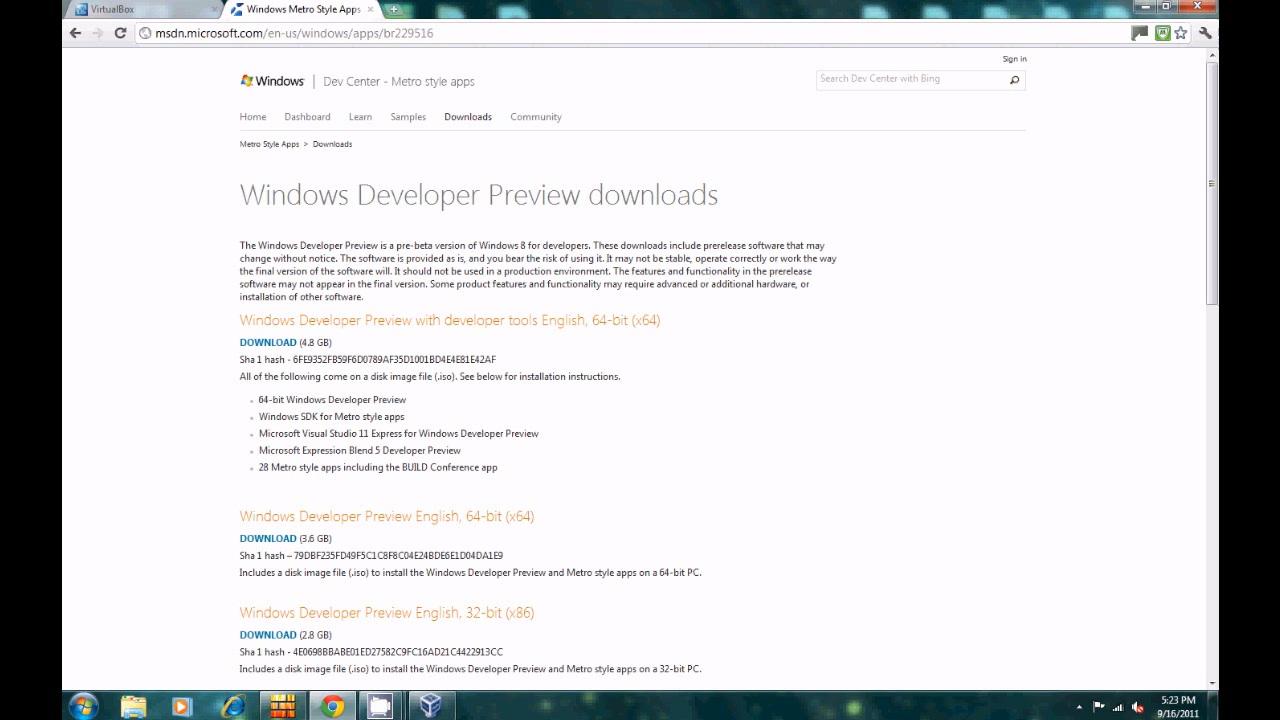 VirtualBox
Windows Metro Style Apps
msdn.microsoft.com/en-us/windows/apps/br229516
Sign in
Windows | Dev Center - Metro style apps
Search Dev Center with Bing
Home Dashboard Learn Samples Downloads Community
Metro Style Apps > Downloads
Windows Developer Preview downloads
The Windows Developer Preview is a pre-beta version of Windows 8 for developers. These downloads include prerelease software that may
change without notice. The software is provided as is, and you bear the risk of using it. It may not be stable, operate correctly or work the way
the final version of the software will. It should not be used in a production environment. The features and functionality in the prerelease
software may not appear in the final version. Some product features and functionality may require advanced or additional hardware, or
installation of other software.
Windows Developer Preview with developer tools English, 64-bit (x64)
DOWNLOAD (4.8 GB)
Sha 1 hash - 6FE9352FB59F6D0789AF35D1001BD4E4E81E42AF
All of the following come on a disk image file (.iso). See below for installation instructions.
64-bit Windows Developer Preview
Windows SDK for Metro style apps
Microsoft Visual Studio 11 Express for Windows Developer Preview
Microsoft Expression Blend 5 Developer Preview
28 Metro style apps including the BUILD Conference app
Windows Developer Preview English, 64-bit (x64)
DOWNLOAD (3.6 GB)
Sha 1 hash – 79DBF235FD49F5C1C8F8C04E24BDE6E1D04DA1E9
Includes a disk image file (.iso) to install the Windows Developer Preview and Metro style apps on a 64-bit PC.
Windows Developer Preview English, 32-bit (x86)
DOWNLOAD (2.8 GB)
Sha 1 hash - 4E0698BBABE01ED27582C9FC16AD21C4422913CC
Includes a disk image file (.iso) to install the Windows Developer Preview and Metro style apps on a 32-bit PC.
5:23 PM
9/16/2011